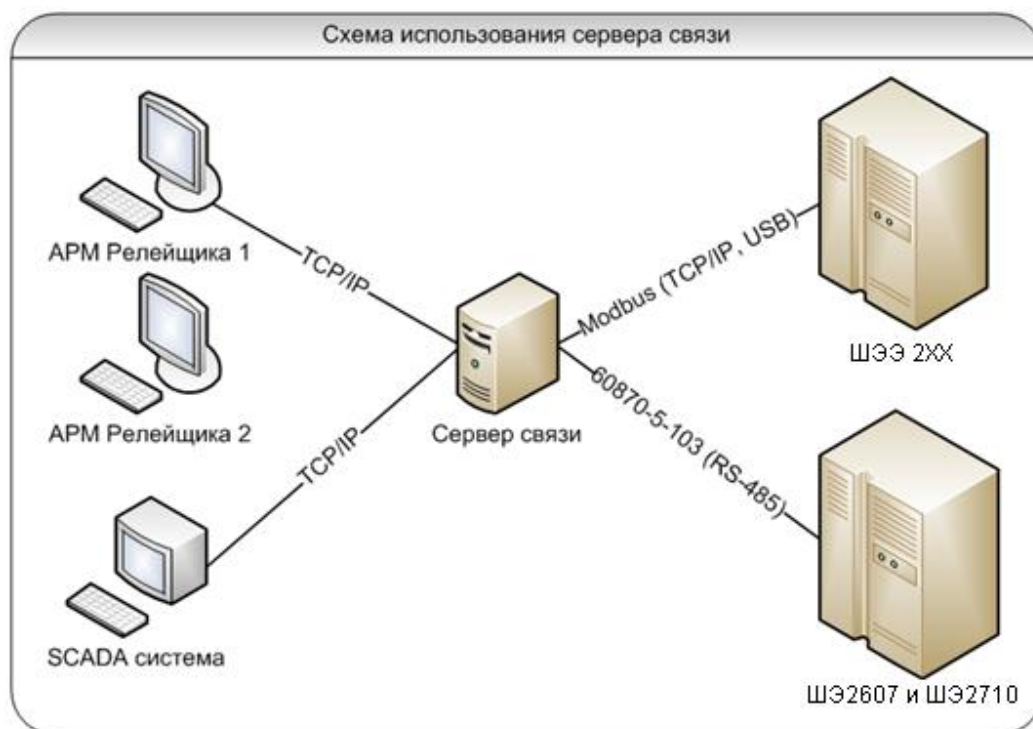 Схема использования сервера связи
АРМ Релейщика 1
TCP/IP
Modbus (TCP/IP, USB)
ШЭЭ 2XX
АРМ Релейщика 2
Сервер связи
60870-5-103 (RS-485)
TCP/IP
SCADA система
ШЭ2607 и ШЭ2710